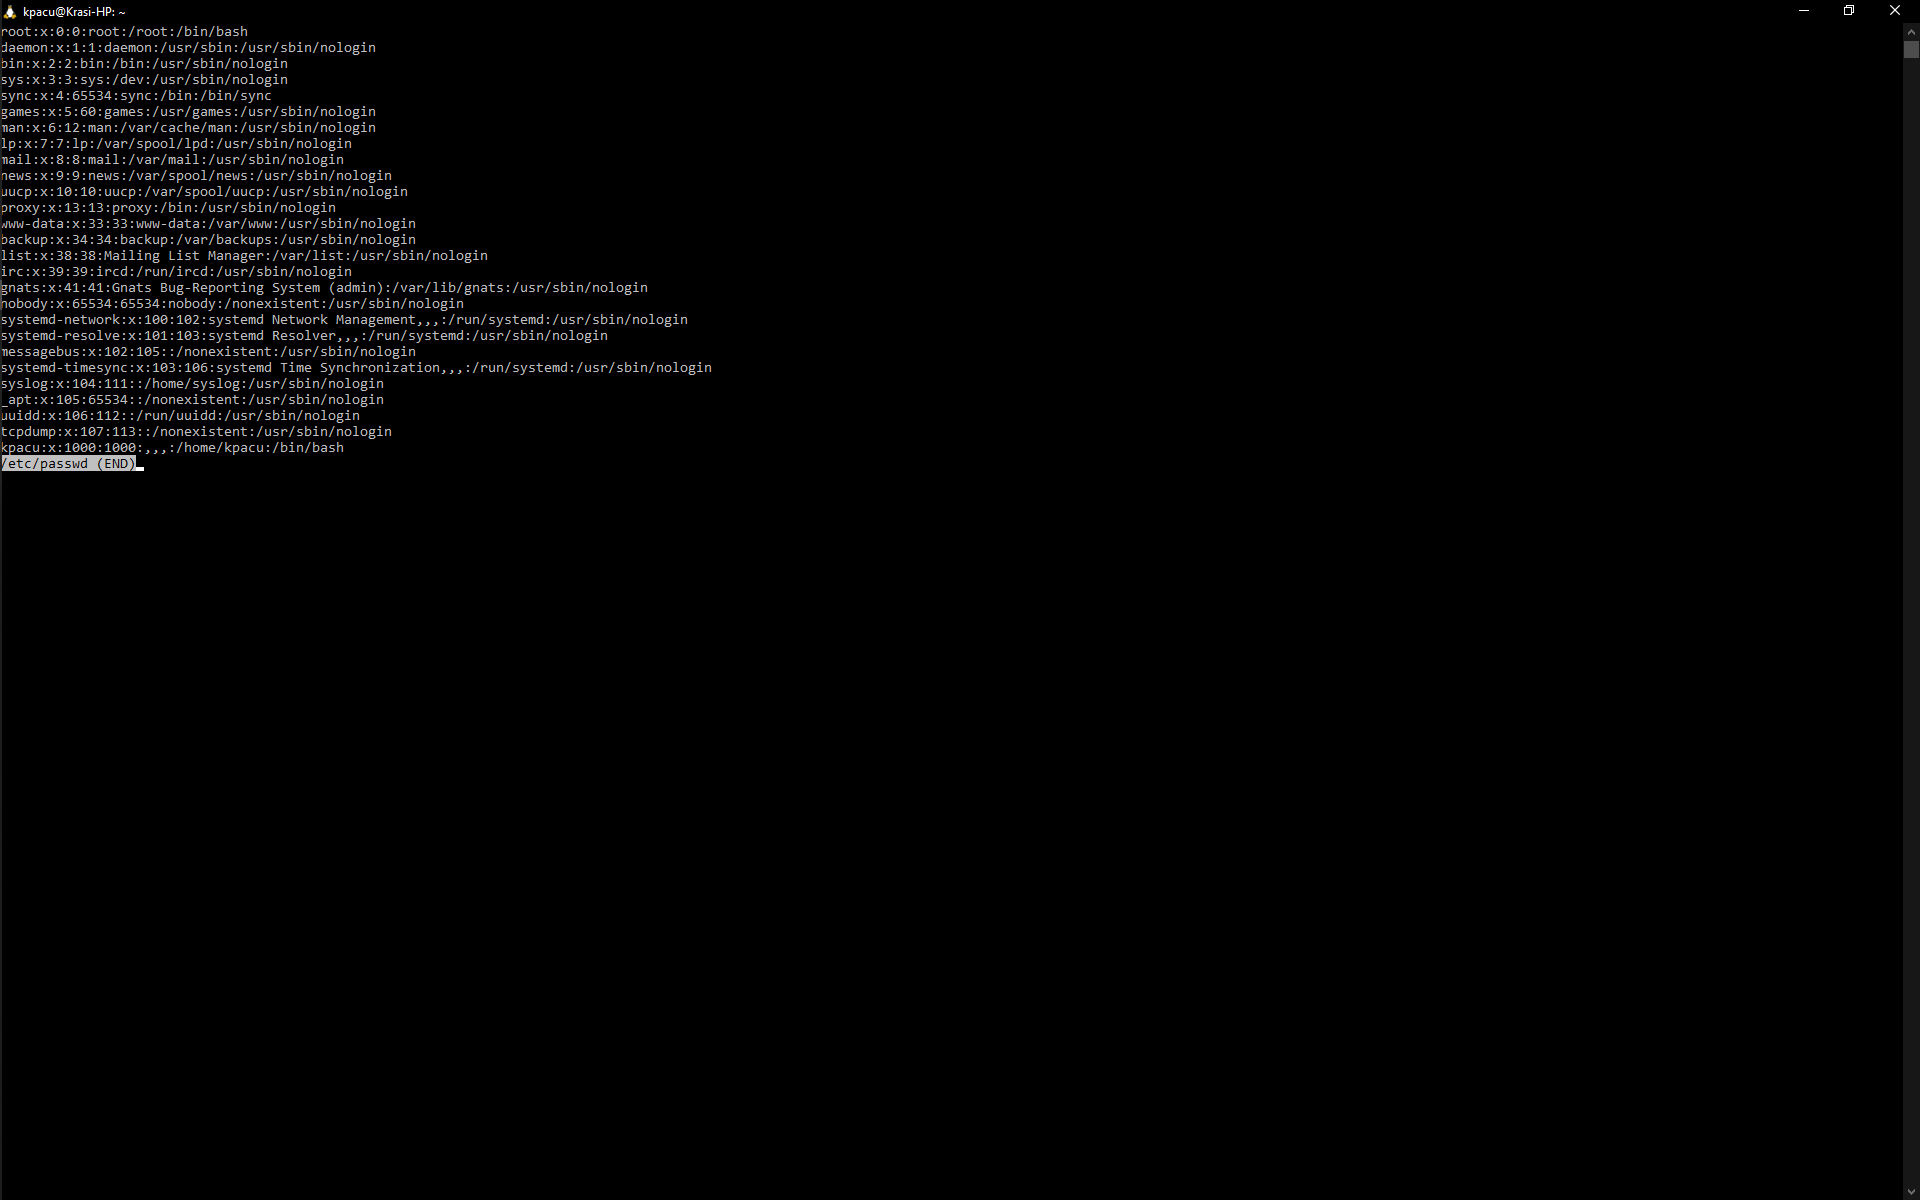 kpacu@Krasi-HP: ~
root:x:0:0:root:/root:/bin/bash
daemon:x:1:1:daemon:/usr/sbin:/usr/sbin/nologin
bin:x:2:2:bin:/bin:/usr/sbin/nologin
sys:x:3:3:sys:/dev:/usr/sbin/nologin
sync:x:4:65534:sync:/bin:/bin/sync
games:x:5:60:games:/usr/games:/usr/sbin/nologin
man:x:6:12:man:/var/cache/man:/usr/sbin/nologin
lp:x:7:7:lp:/var/spool/lpd:/usr/sbin/nologin
mail:x:8:8:mail:/var/mail:/usr/sbin/nologin
news:x:9:9:news:/var/spool/news:/usr/sbin/nologin
uucp:x:10:10:uucp:/var/spool/uucp:/usr/sbin/nologin
proxy:x:13:13:proxy:/bin:/usr/sbin/nologin
www-data:x:33:33:www-data:/var/www:/usr/sbin/nologin
backup:x:34:34:backup:/var/backups:/usr/sbin/nologin
list:x:38:38:Mailing List Manager:/var/list:/usr/sbin/nologin
irc:x:39:39:ircd:/run/ircd:/usr/sbin/nologin
gnats:x:41:41:Gnats Bug-Reporting System (admin):/var/lib/gnats:/usr/sbin/nologin
nobody:x:65534:65534:nobody:/nonexistent:/usr/sbin/nologin
systemd-network:x:100:102:systemd Network Management,,,:/run/systemd:/usr/sbin/nologin
systemd-resolve:x:101:103:systemd Resolver,,,:/run/systemd:/usr/sbin/nologin
messagebus:x:102:105::/nonexistent:/usr/sbin/nologin
systemd-timesync:x:103:106:systemd Time Synchronization,,,:/run/systemd:/usr/sbin/nologin
syslog:x:104:111::/home/syslog:/usr/sbin/nologin
_apt:x:105:65534::/nonexistent:/usr/sbin/nologin
uuidd:x:106:112::/run/uuidd:/usr/sbin/nologin
tcpdump:x:107:113::/nonexistent:/usr/sbin/nologin
kpacu:x:1000:1000:,,,:/home/kpacu:/bin/bash
/etc/passwd (END)